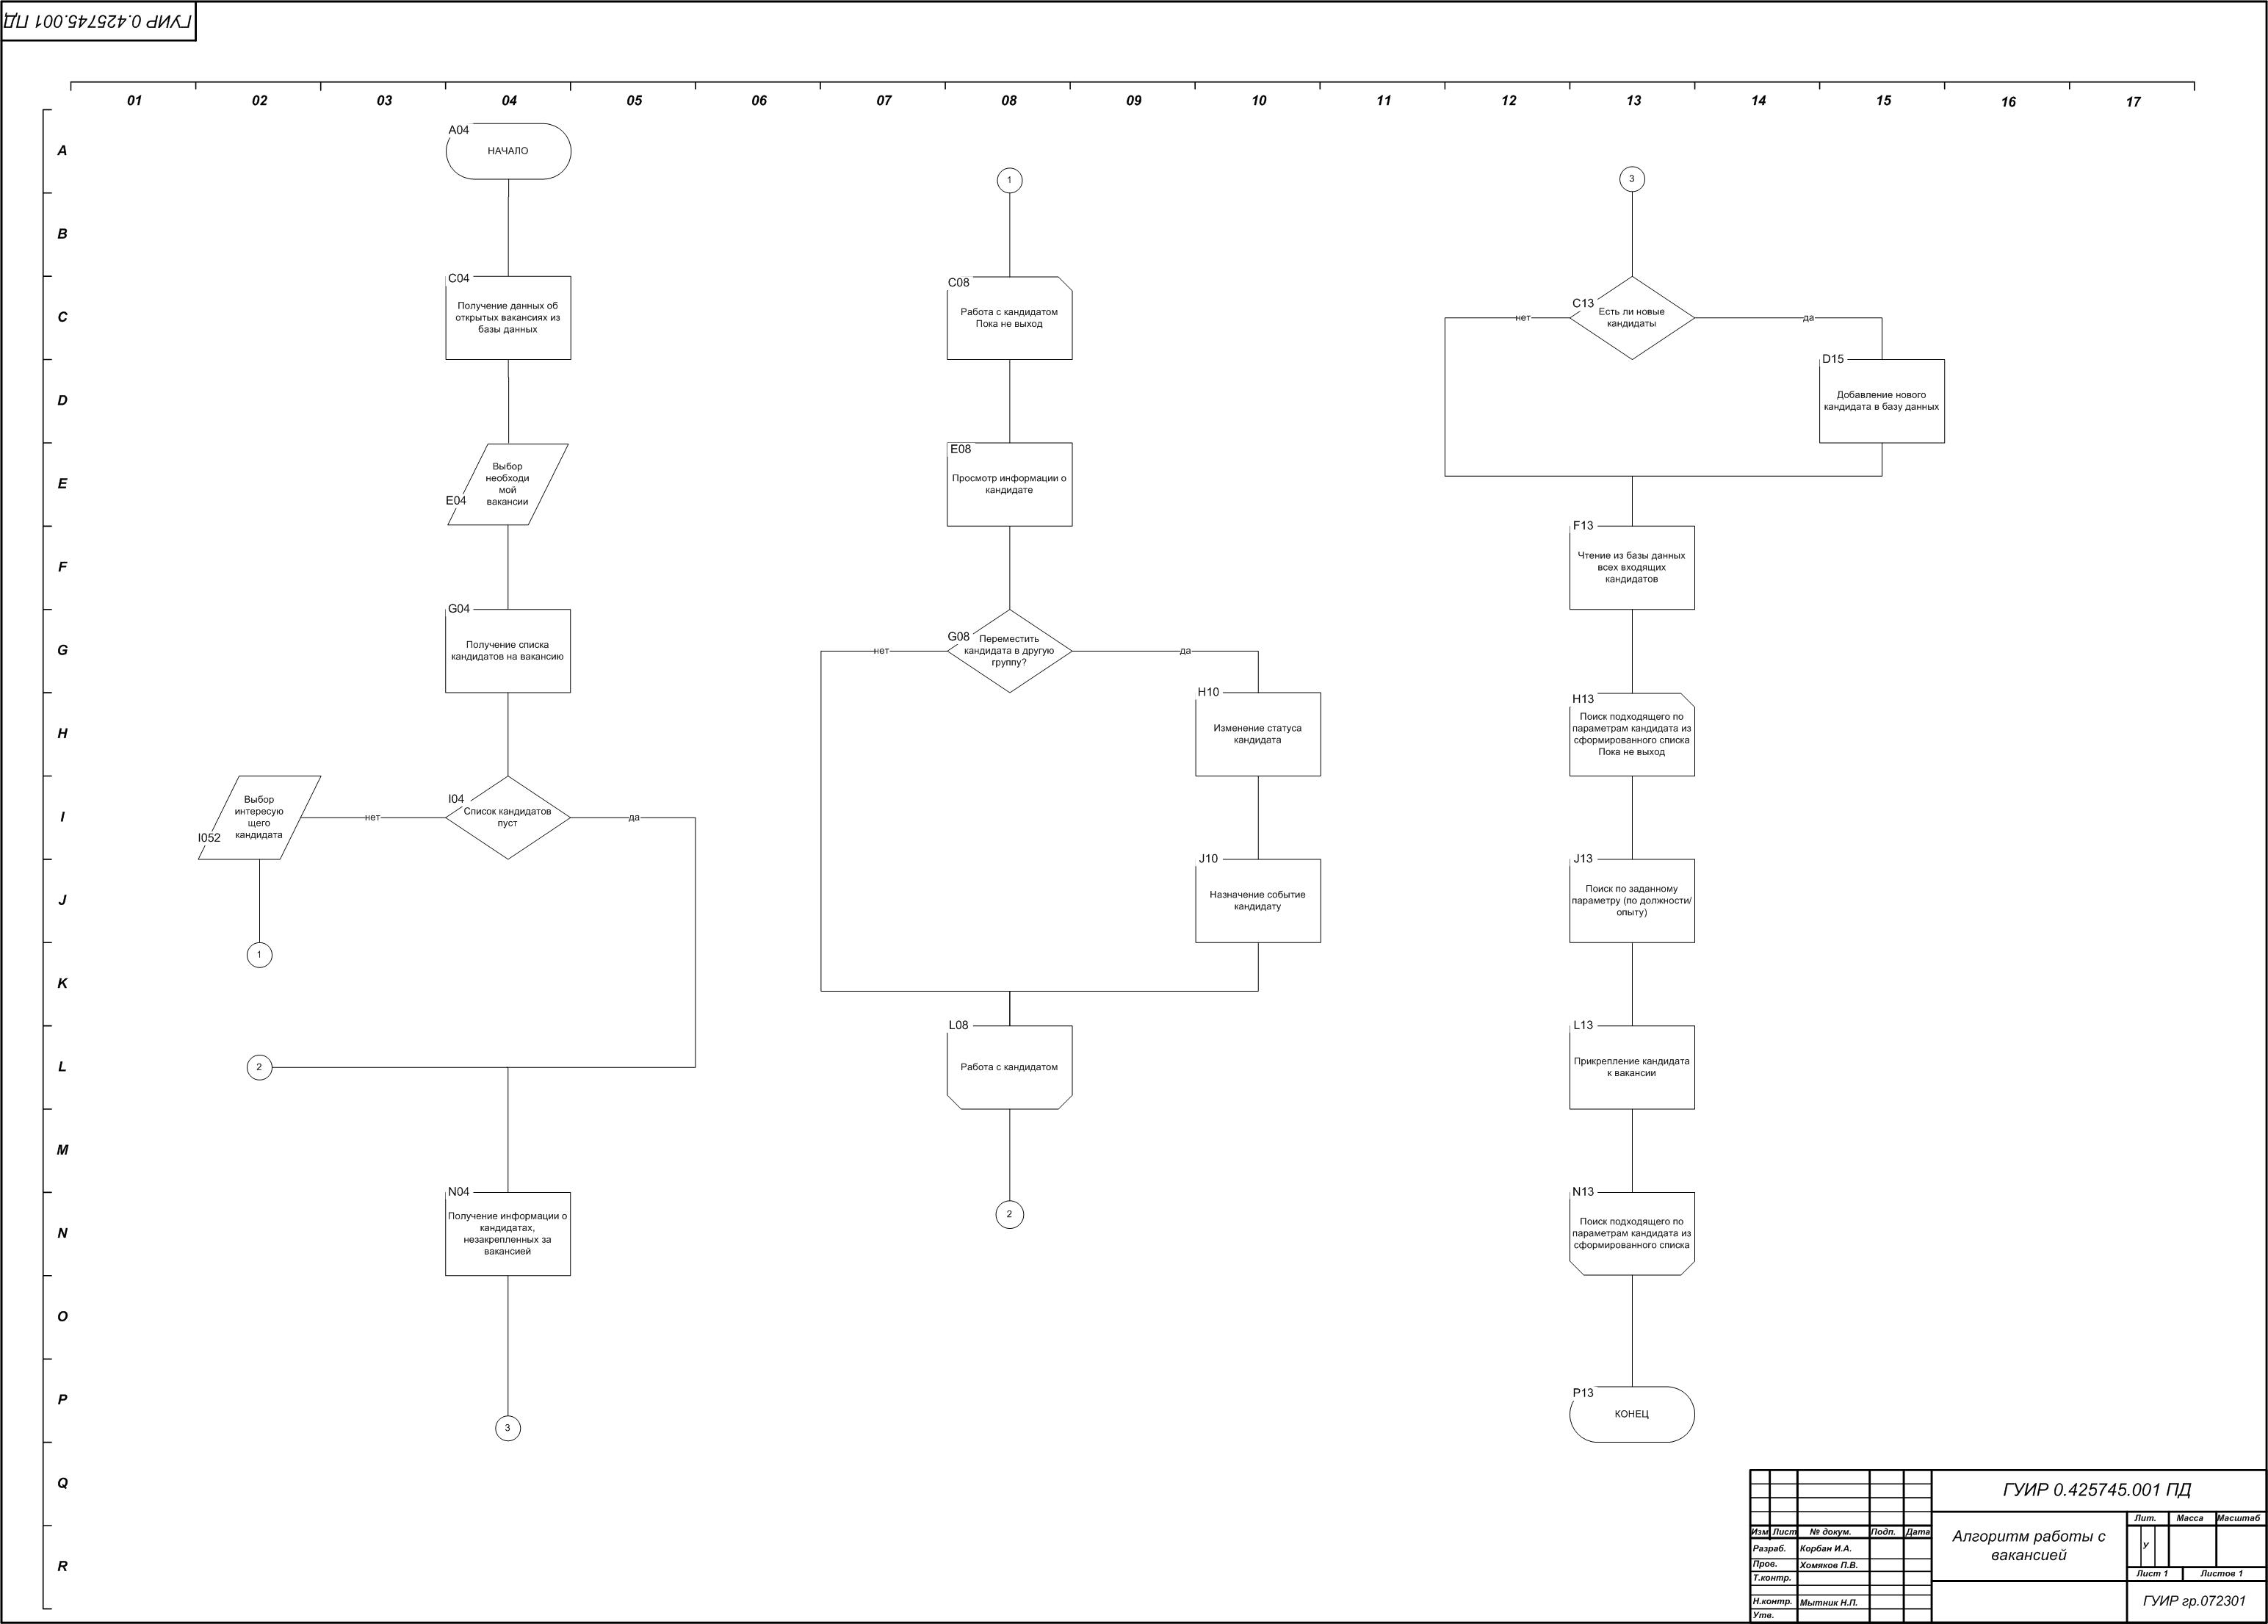 ГУИР 0.425745.001 ПД
01 02 03 04 05 06 07 08 09 10 11 12 13 14 15 16 17
A
B
C
D
E
F
G
H
I
J
K
L
M
N
O
P
Q
R
A04
НАЧАЛО
C04
Получение данных об
открытых вакансиях из
базы данных
E04
Выбор
необходи
мой
вакансии
G04
Получение списка
кандидатов на вакансию
I04
Список кандидатов
пуст
нет
да
I052
Выбор
интересую
щего
кандидата
1
2
N04
Получение информации о
кандидатах,
незакрепленных за
вакансией
3
1
C08
Работа с кандидатом
Пока не выход
E08
Просмотр информации о
кандидате
G08
Переместить
кандидата в другую
группу?
нет
да
H10
Изменение статуса
кандидата
J10
Назначение событие
кандидату
L08
Работа с кандидатом
2
3
C13
Есть ли новые
кандидаты
нет
да
D15
Добавление нового
кандидата в базу данных
F13
Чтение из базы данных
всех входящих
кандидатов
H13
Поиск подходящего по
параметрам кандидата из
сформированного списка
Пока не выход
J13
Поиск по заданному
параметру (по должности/
опыту)
L13
Прикрепление кандидата
к вакансии
N13
Поиск подходящего по
параметрам кандидата из
сформированного списка
P13
КОНЕЦ
ГУИР 0.425745.001 ПД
Изм Лист № докум. Подп. Дата
Разраб. Корбан И.А.
Пров. Хомяков П.В.
Т.контр.
Н.контр. Мытник Н.П.
Утв.
Алгоритм работы с
вакансией
Лит. Масса Масштаб
У
Лист 1 Листов 1
ГУИР гр.072301